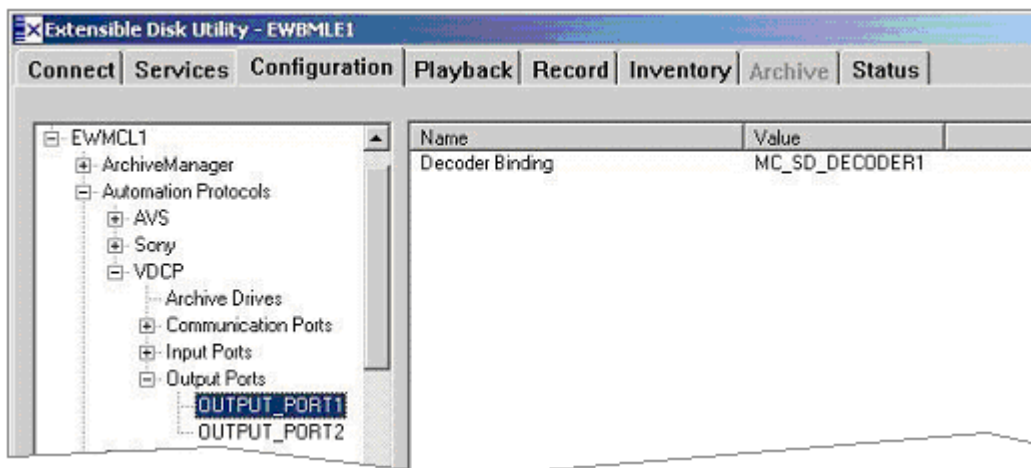 Extensible Disk Utility - EWBMLE1
Connect Services Configuration Playback Record Inventory Archive Status
EWMCL1
ArchiveManager
Automation Protocols
AVS
Sony
VDCP
Archive Drives
Communication Ports
Input Ports
Output Ports
OUTPUT_PORT1
OUTPUT_PORT2
Name Value
Decoder Binding MC_SD_DECODER1